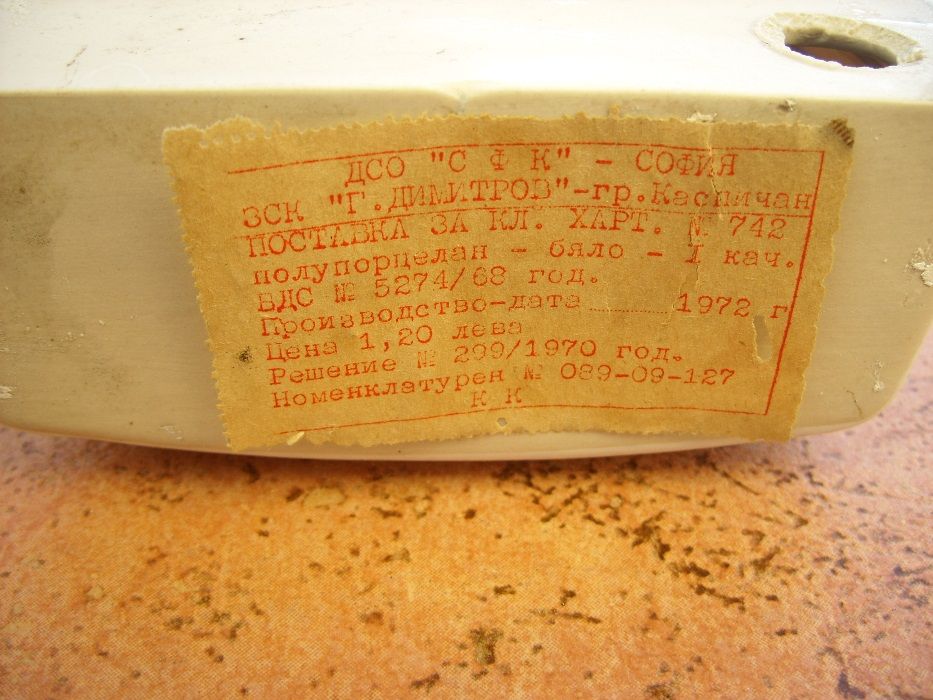 ДСО "С Ф К" - СОФИЯ
ЗСК "Г.ДИМИТРОВ"-гр.Каспичан
ПОСТАВКА ЗА КЛ. ХАРТ. № 742
полупорцелан - бяло - I кач.
БДС № 5274/68 год.
Производство-дата..........1972 г
Цена 1,20 лева
Решение № 299/1970 год.
Номенклатурен № 089-09-127
К К